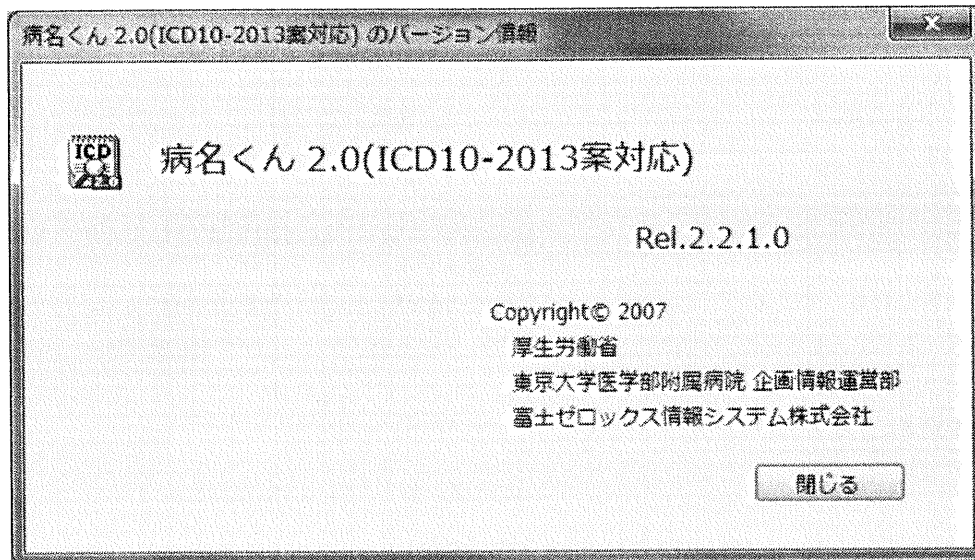 病名くん 2.0(ICD10-2013案対応) のバージョン情報
ICD
病名くん 2.0(ICD10-2013案対応)
Rel.2.2.1.0
Copyright© 2007
厚生労働省
東京大学医学部附属病院 企画情報運営部
富士ゼロックス情報システム株式会社
閉じる